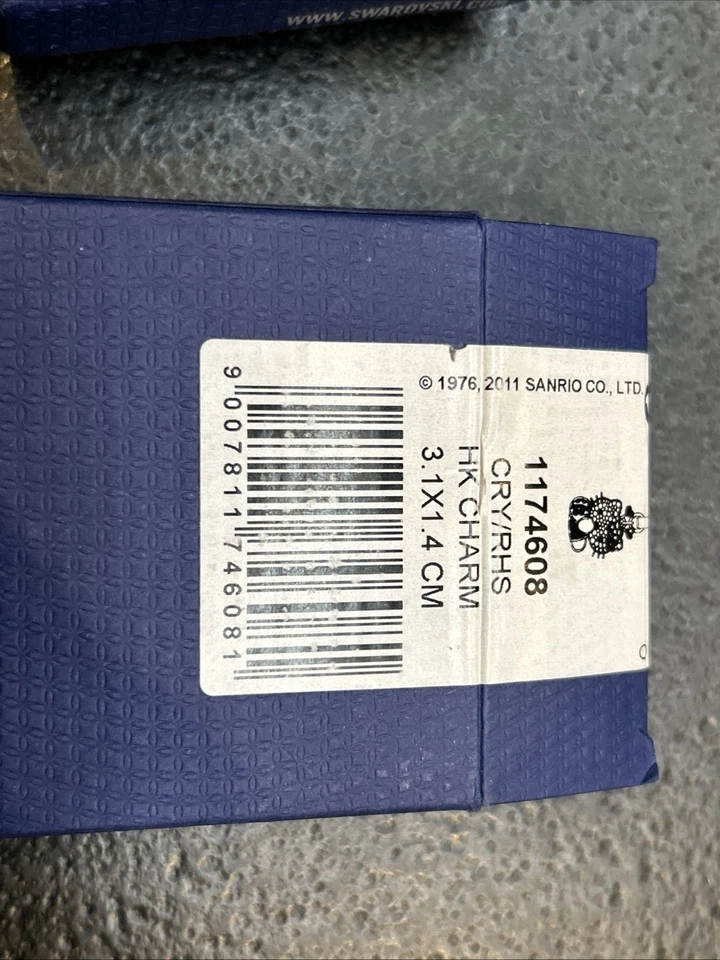 WWW.SWAROVSKI.COM
© 1976, 2011 SANRIO CO., LTD.
1174608
CRY/RHS
HK CHARM
3.1X1.4 CM
9 007811 746081